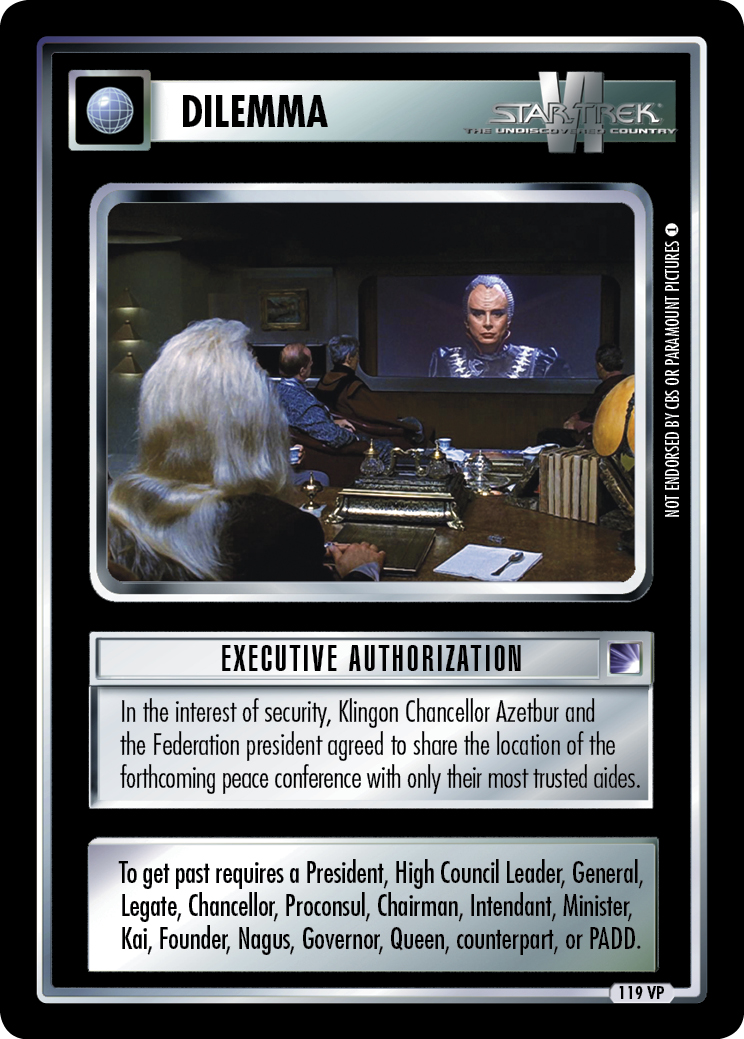 DILEMMA
VI
STAR TREK
THE UNDISCOVERED COUNTRY
NOT ENDORSED BY CBS OR PARAMOUNT PICTURES 1
EXECUTIVE AUTHORIZATION
In the interest of security, Klingon Chancellor Azetbur and
the Federation president agreed to share the location of the
forthcoming peace conference with only their most trusted aides.
To get past requires a President, High Council Leader, General,
Legate, Chancellor, Proconsul, Chairman, Intendant, Minister,
Kai, Founder, Nagus, Governor, Queen, counterpart, or PADD.
119 VP